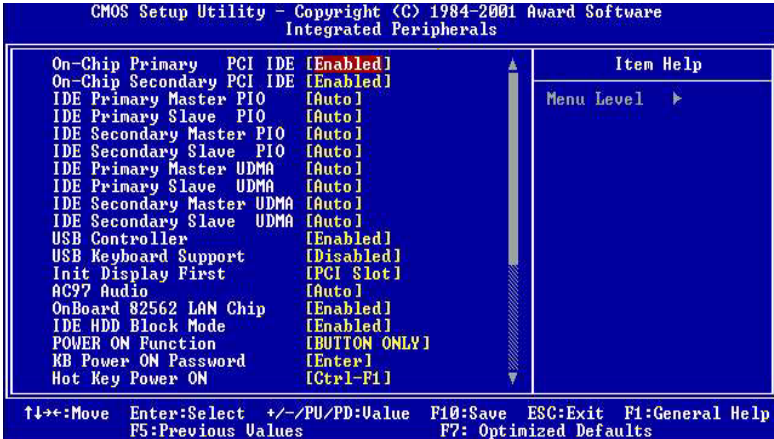 CMOS Setup Utility - Copyright (C) 1984-2001 Award Software
Integrated Peripherals
On-Chip Primary PCI IDE [Enabled]
On-Chip Secondary PCI IDE [Enabled]
IDE Primary Master PIO [Auto]
IDE Primary Slave PIO [Auto]
IDE Secondary Master PIO [Auto]
IDE Secondary Slave PIO [Auto]
IDE Primary Master UDMA [Auto]
IDE Primary Slave UDMA [Auto]
IDE Secondary Master UDMA [Auto]
IDE Secondary Slave UDMA [Auto]
USB Controller [Enabled]
USB Keyboard Support [Disabled]
Init Display First [PCI Slot]
AC97 Audio [Auto]
OnBoard 82562 LAN Chip [Enabled]
IDE HDD Block Mode [Enabled]
POWER ON Function [BUTTON ONLY]
KB Power ON Password [Enter]
Hot Key Power ON [Ctrl-F1]
Item Help
Menu Level ►
↑↓→←:Move Enter:Select +/-/PU/PD:Value F10:Save ESC:Exit F1:General Help
F5:Previous Values F7: Optimized Defaults